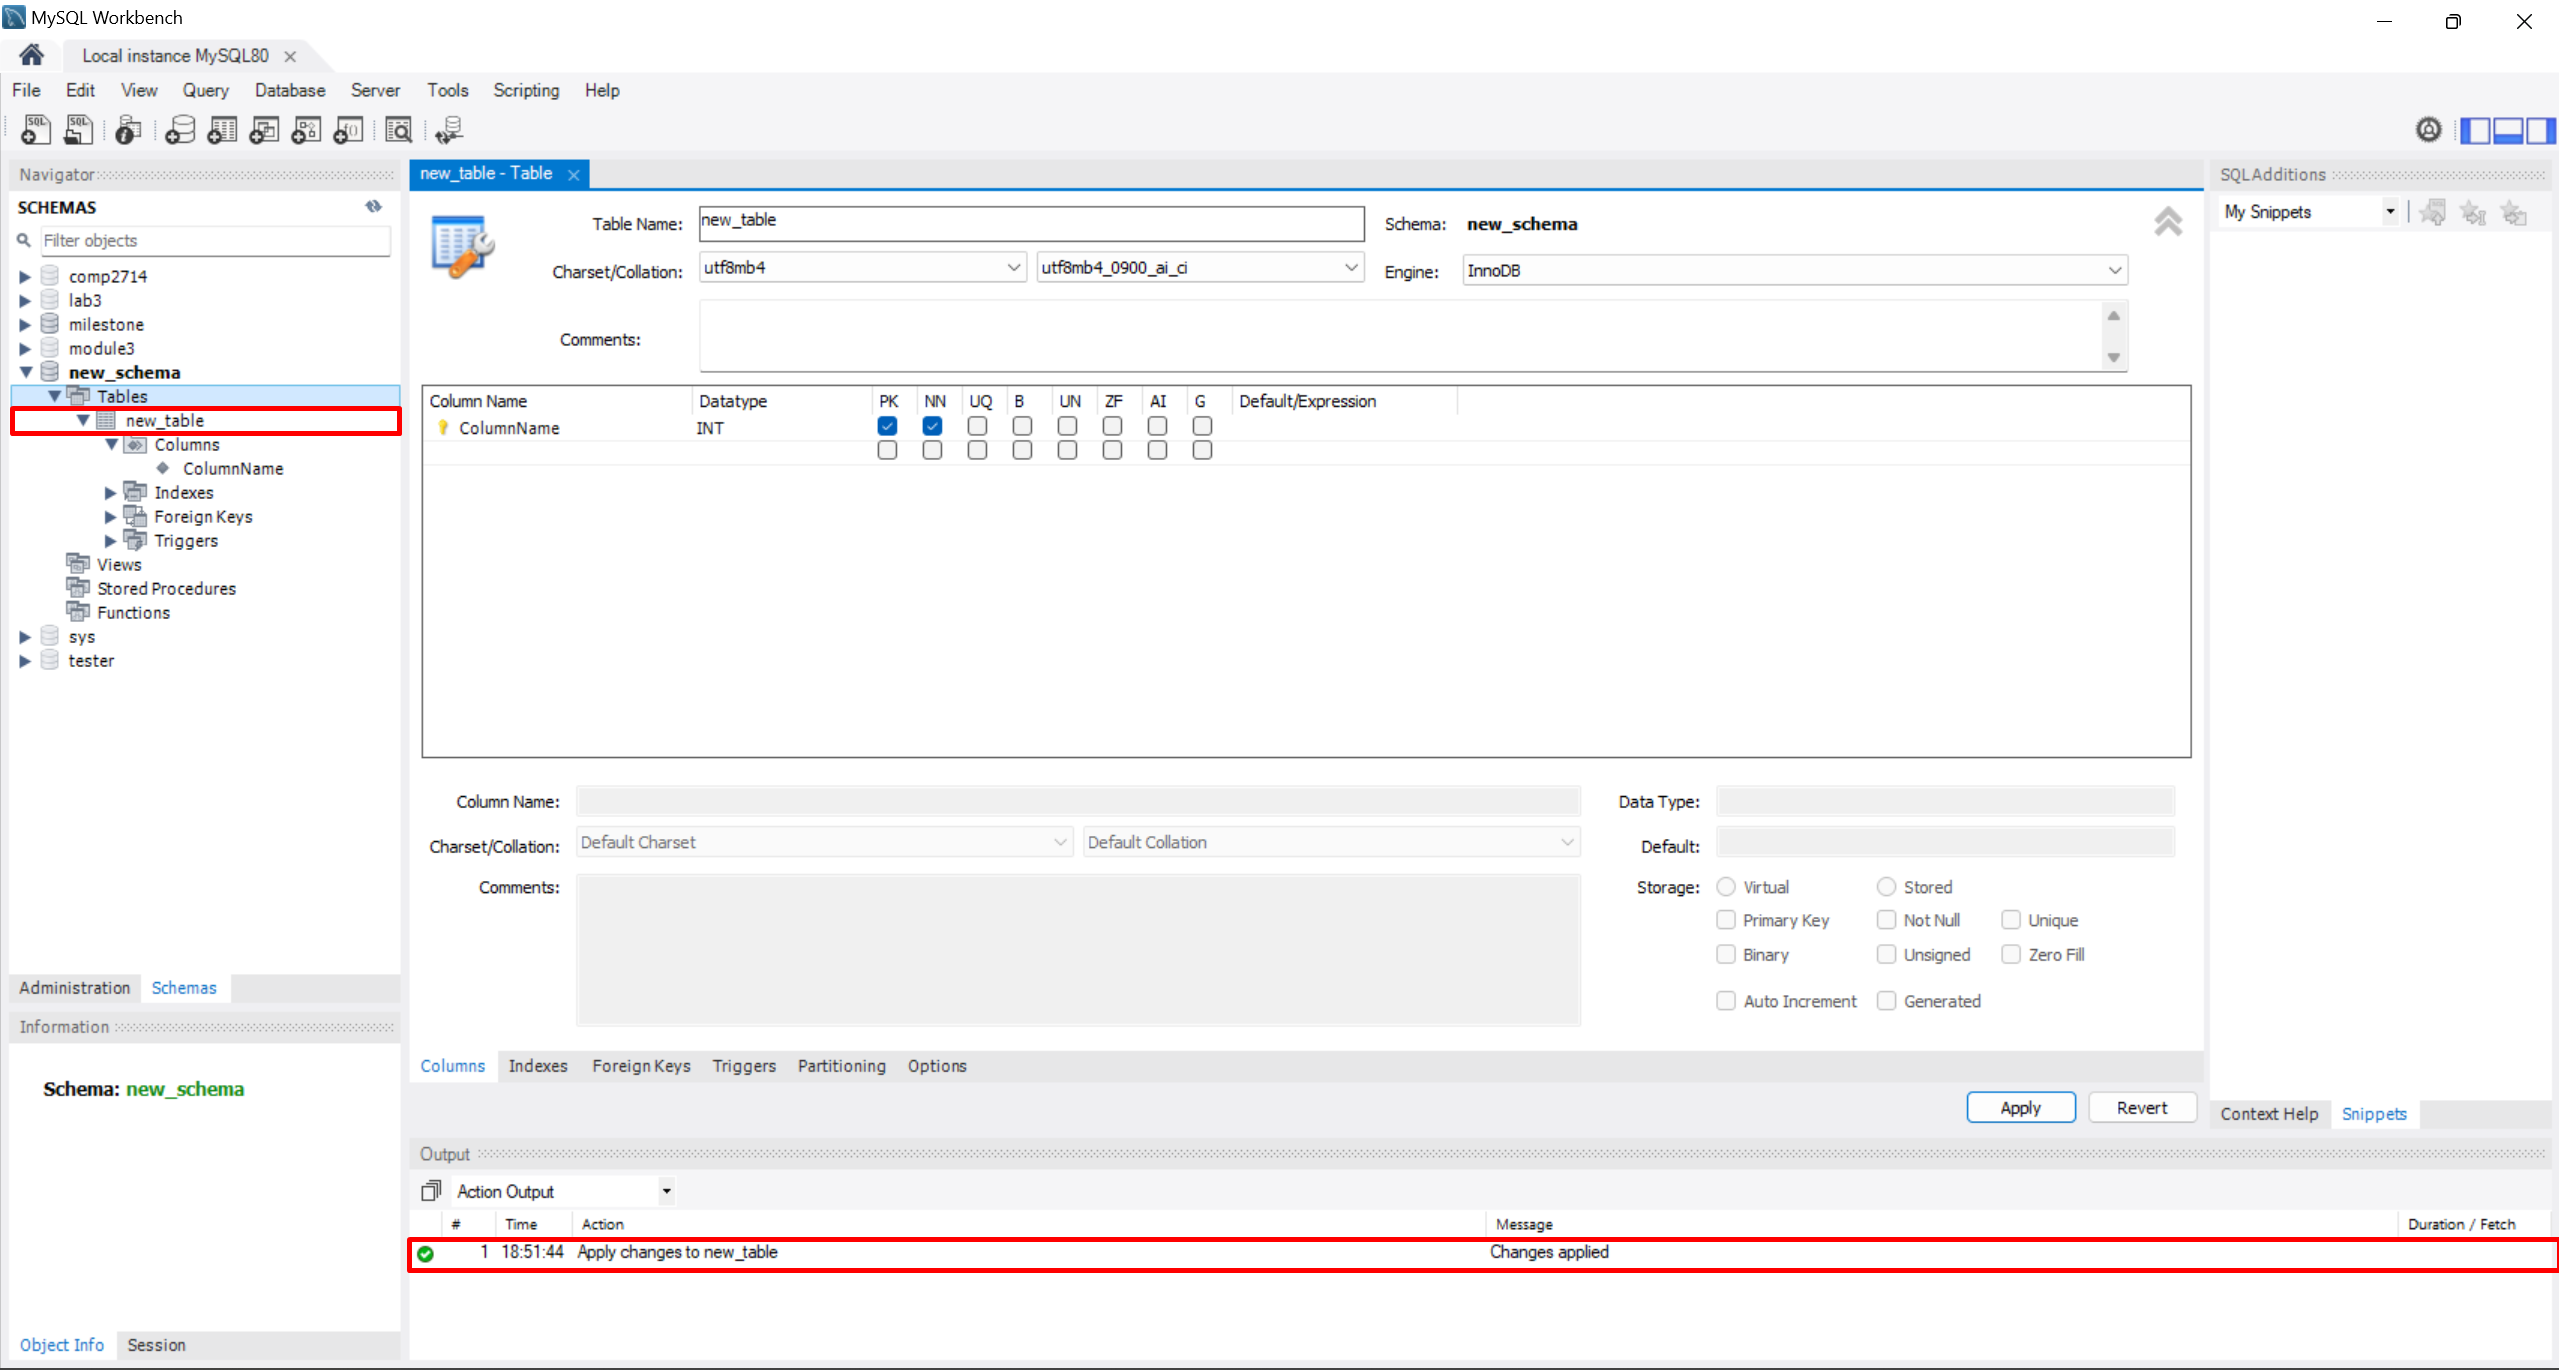 MySQL Workbench
Local instance MySQL80
File Edit View Query Database Server Tools Scripting Help
Navigator
SCHEMAS
Filter objects
comp2714
lab3
milestone
module3
new_schema
Tables
new_table
Columns
ColumnName
Indexes
Foreign Keys
Triggers
Views
Stored Procedures
Functions
sys
tester
Administration Schemas
Information
Schema: new_schema
Object Info Session
new_table - Table
Table Name: new_table Schema: new_schema
Charset/Collation: utf8mb4 utf8mb4_0900_ai_ci Engine: InnoDB
Comments:
Column Name Datatype PK NN UQ B UN ZF AI G Default/Expression
ColumnName INT
Column Name: Data Type:
Charset/Collation: Default Charset Default Collation Default:
Comments: Storage: Virtual Stored
Primary Key Not Null Unique
Binary Unsigned Zero Fill
Auto Increment Generated
Columns Indexes Foreign Keys Triggers Partitioning Options
Apply Revert
Output
Action Output
# Time Action Message Duration / Fetch
1 18:51:44 Apply changes to new_table Changes applied
SQLAdditions
My Snippets
Context Help Snippets